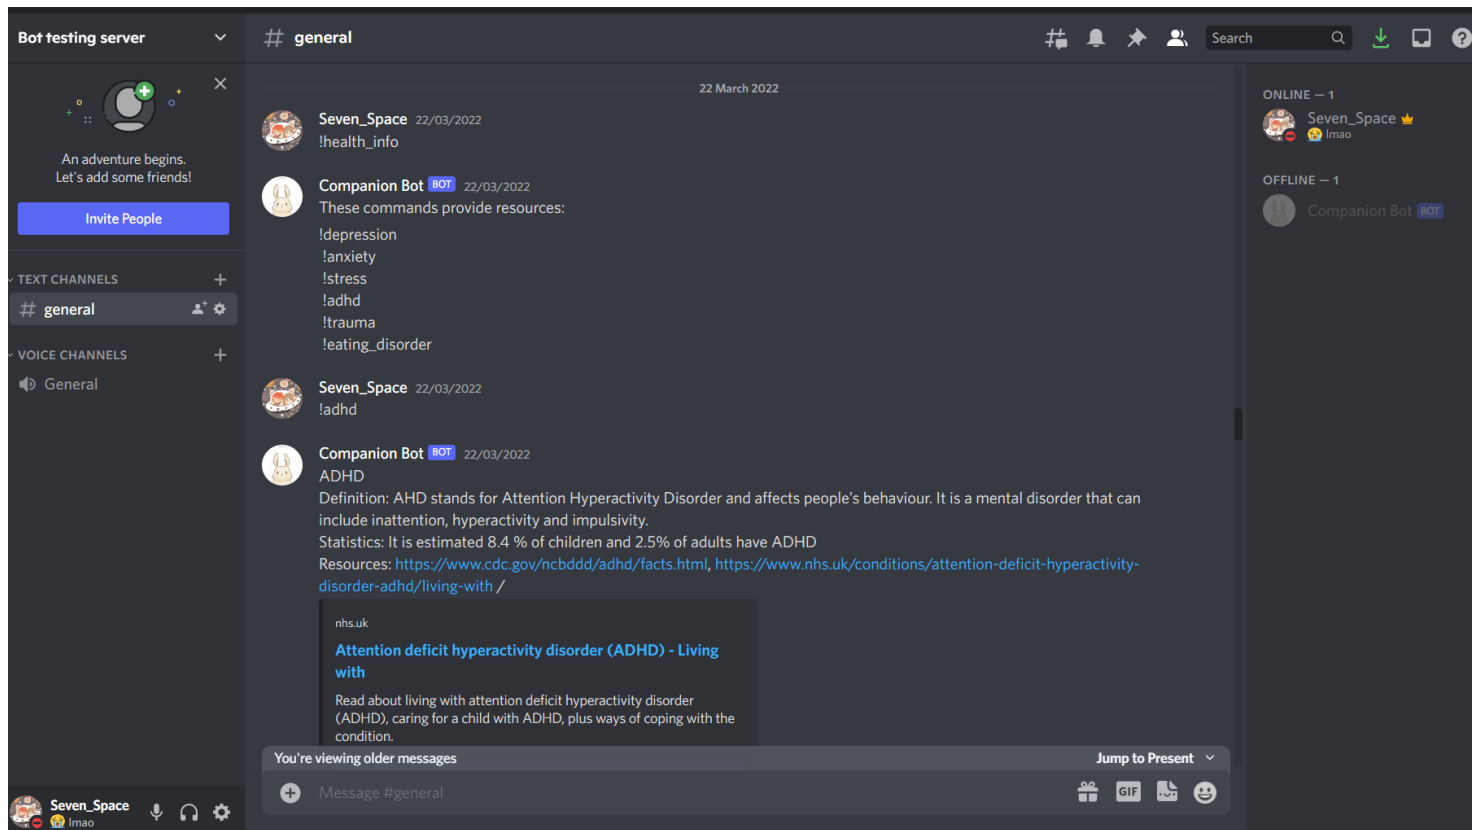 Bot testing server
An adventure begins.
Let's add some friends!
Invite People
TEXT CHANNELS
general
VOICE CHANNELS
General
Seven_Space
lmao
# general
Search
22 March 2022
Seven_Space 22/03/2022
!health_info
Companion Bot BOT 22/03/2022
These commands provide resources:
!depression
!anxiety
!stress
!adhd
!trauma
!eating_disorder
Seven_Space 22/03/2022
!adhd
Companion Bot BOT 22/03/2022
ADHD
Definition: AHD stands for Attention Hyperactivity Disorder and affects people’s behaviour. It is a mental disorder that can
include inattention, hyperactivity and impulsivity.
Statistics: It is estimated 8.4 % of children and 2.5% of adults have ADHD
Resources: https://www.cdc.gov/ncbddd/adhd/facts.html, https://www.nhs.uk/conditions/attention-deficit-hyperactivity-
disorder-adhd/living-with /
nhs.uk
Attention deficit hyperactivity disorder (ADHD) - Living
with
Read about living with attention deficit hyperactivity disorder
(ADHD), caring for a child with ADHD, plus ways of coping with the
condition.
You're viewing older messages Jump to Present
Message #general
GIF
ONLINE — 1
Seven_Space
lmao
OFFLINE — 1
Companion Bot BOT